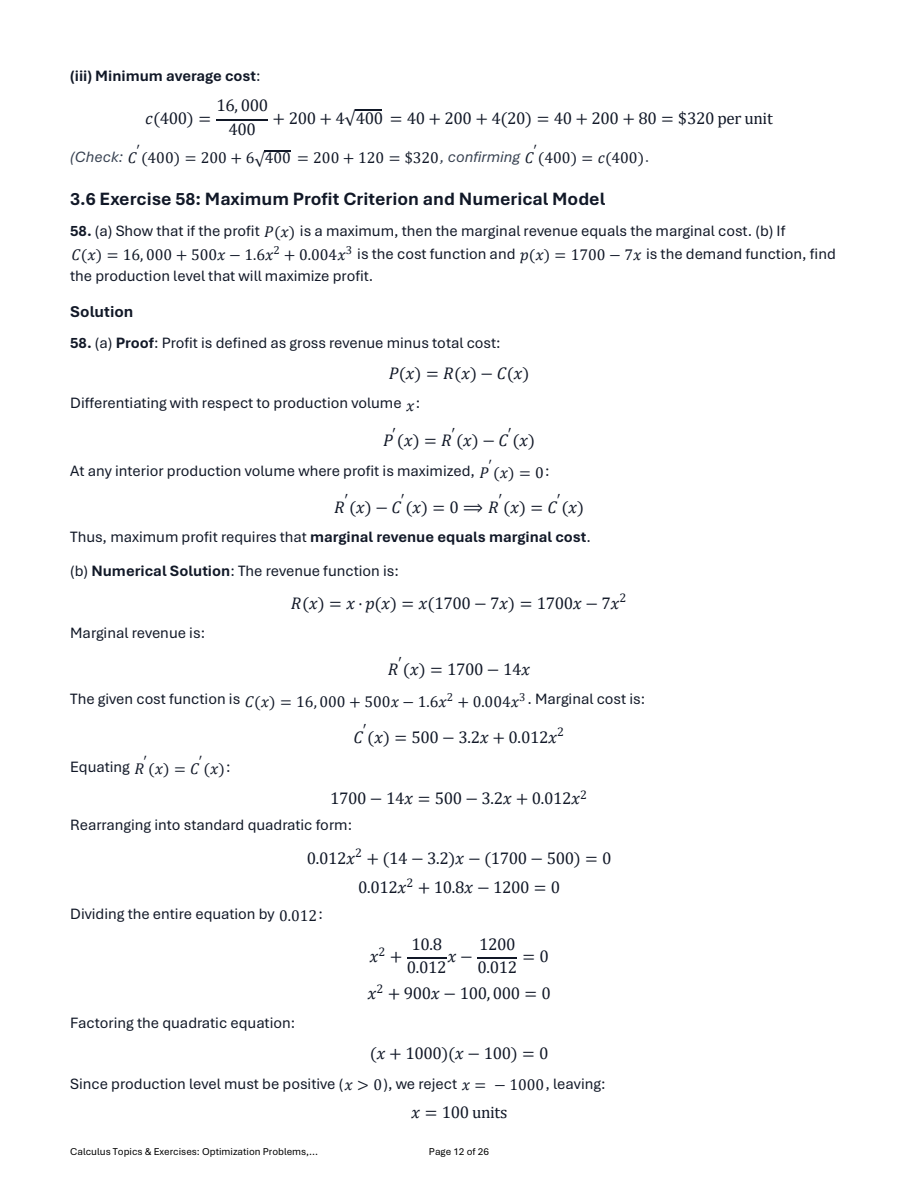 (iii) Minimum average cost:
c(400) = 16,000/400 + 200 + 4√400 = 40 + 200 + 4(20) = 40 + 200 + 80 = $320 per unit
(Check: C′(400) = 200 + 6√400 = 200 + 120 = $320, confirming C′(400) = c(400).
3.6 Exercise 58: Maximum Profit Criterion and Numerical Model
58. (a) Show that if the profit P(x) is a maximum, then the marginal revenue equals the marginal cost. (b) If
C(x) = 16,000 + 500x − 1.6x² + 0.004x³ is the cost function and p(x) = 1700 − 7x is the demand function, find
the production level that will maximize profit.
Solution
58. (a) Proof: Profit is defined as gross revenue minus total cost:
P(x) = R(x) − C(x)
Differentiating with respect to production volume x:
P′(x) = R′(x) − C′(x)
At any interior production volume where profit is maximized, P′(x) = 0:
R′(x) − C′(x) = 0 ⟹ R′(x) = C′(x)
Thus, maximum profit requires that marginal revenue equals marginal cost.
(b) Numerical Solution: The revenue function is:
R(x) = x · p(x) = x(1700 − 7x) = 1700x − 7x²
Marginal revenue is:
R′(x) = 1700 − 14x
The given cost function is C(x) = 16,000 + 500x − 1.6x² + 0.004x³. Marginal cost is:
C′(x) = 500 − 3.2x + 0.012x²
Equating R′(x) = C′(x):
1700 − 14x = 500 − 3.2x + 0.012x²
Rearranging into standard quadratic form:
0.012x² + (14 − 3.2)x − (1700 − 500) = 0
0.012x² + 10.8x − 1200 = 0
Dividing the entire equation by 0.012:
x² + 10.8/0.012 x − 1200/0.012 = 0
x² + 900x − 100,000 = 0
Factoring the quadratic equation:
(x + 1000)(x − 100) = 0
Since production level must be positive (x > 0), we reject x = − 1000, leaving:
x = 100 units
Calculus Topics & Exercises: Optimization Problems,... Page 12 of 26